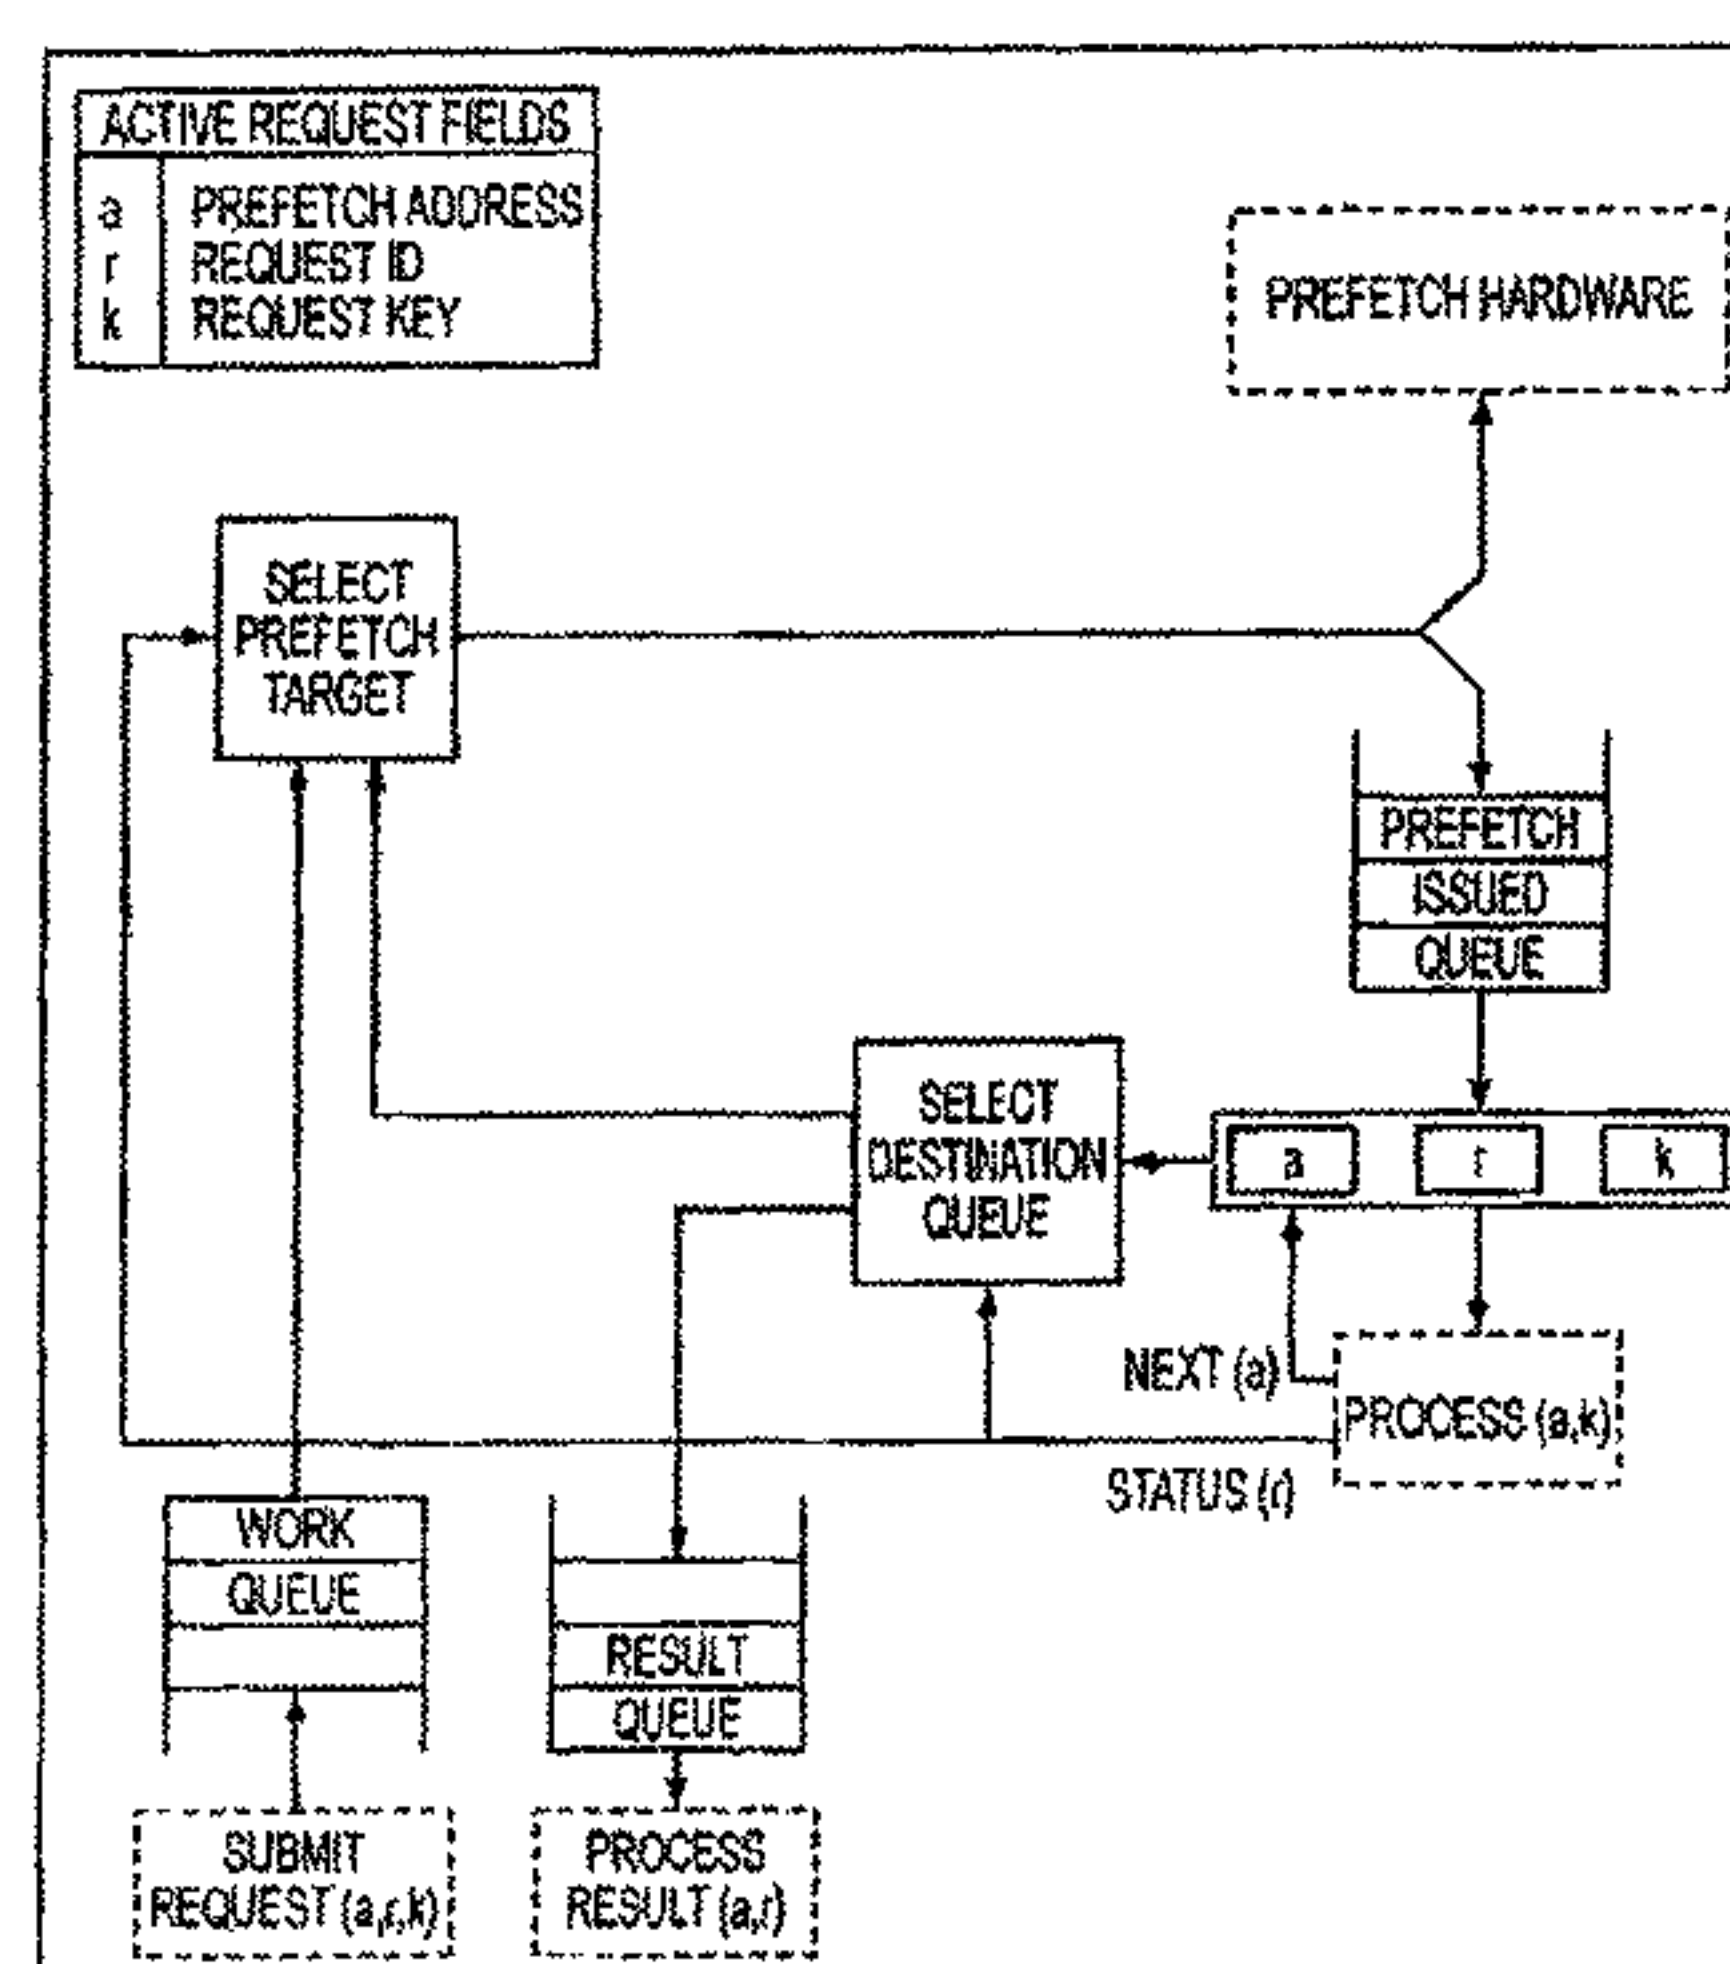 ACTIVE REQUEST FIELDS
a PREFETCH ADDRESS
r REQUEST ID
k REQUEST KEY
PREFETCH HARDWARE
SELECT
PREFETCH
TARGET
PREFETCH
ISSUED
QUEUE
SELECT
DESTINATION
QUEUE
a r k
NEXT (a)
PROCESS (a,k)
STATUS (r)
WORK
QUEUE
RESULT
QUEUE
SUBMIT
REQUEST (a,r,k)
PROCESS
RESULT (a,r)